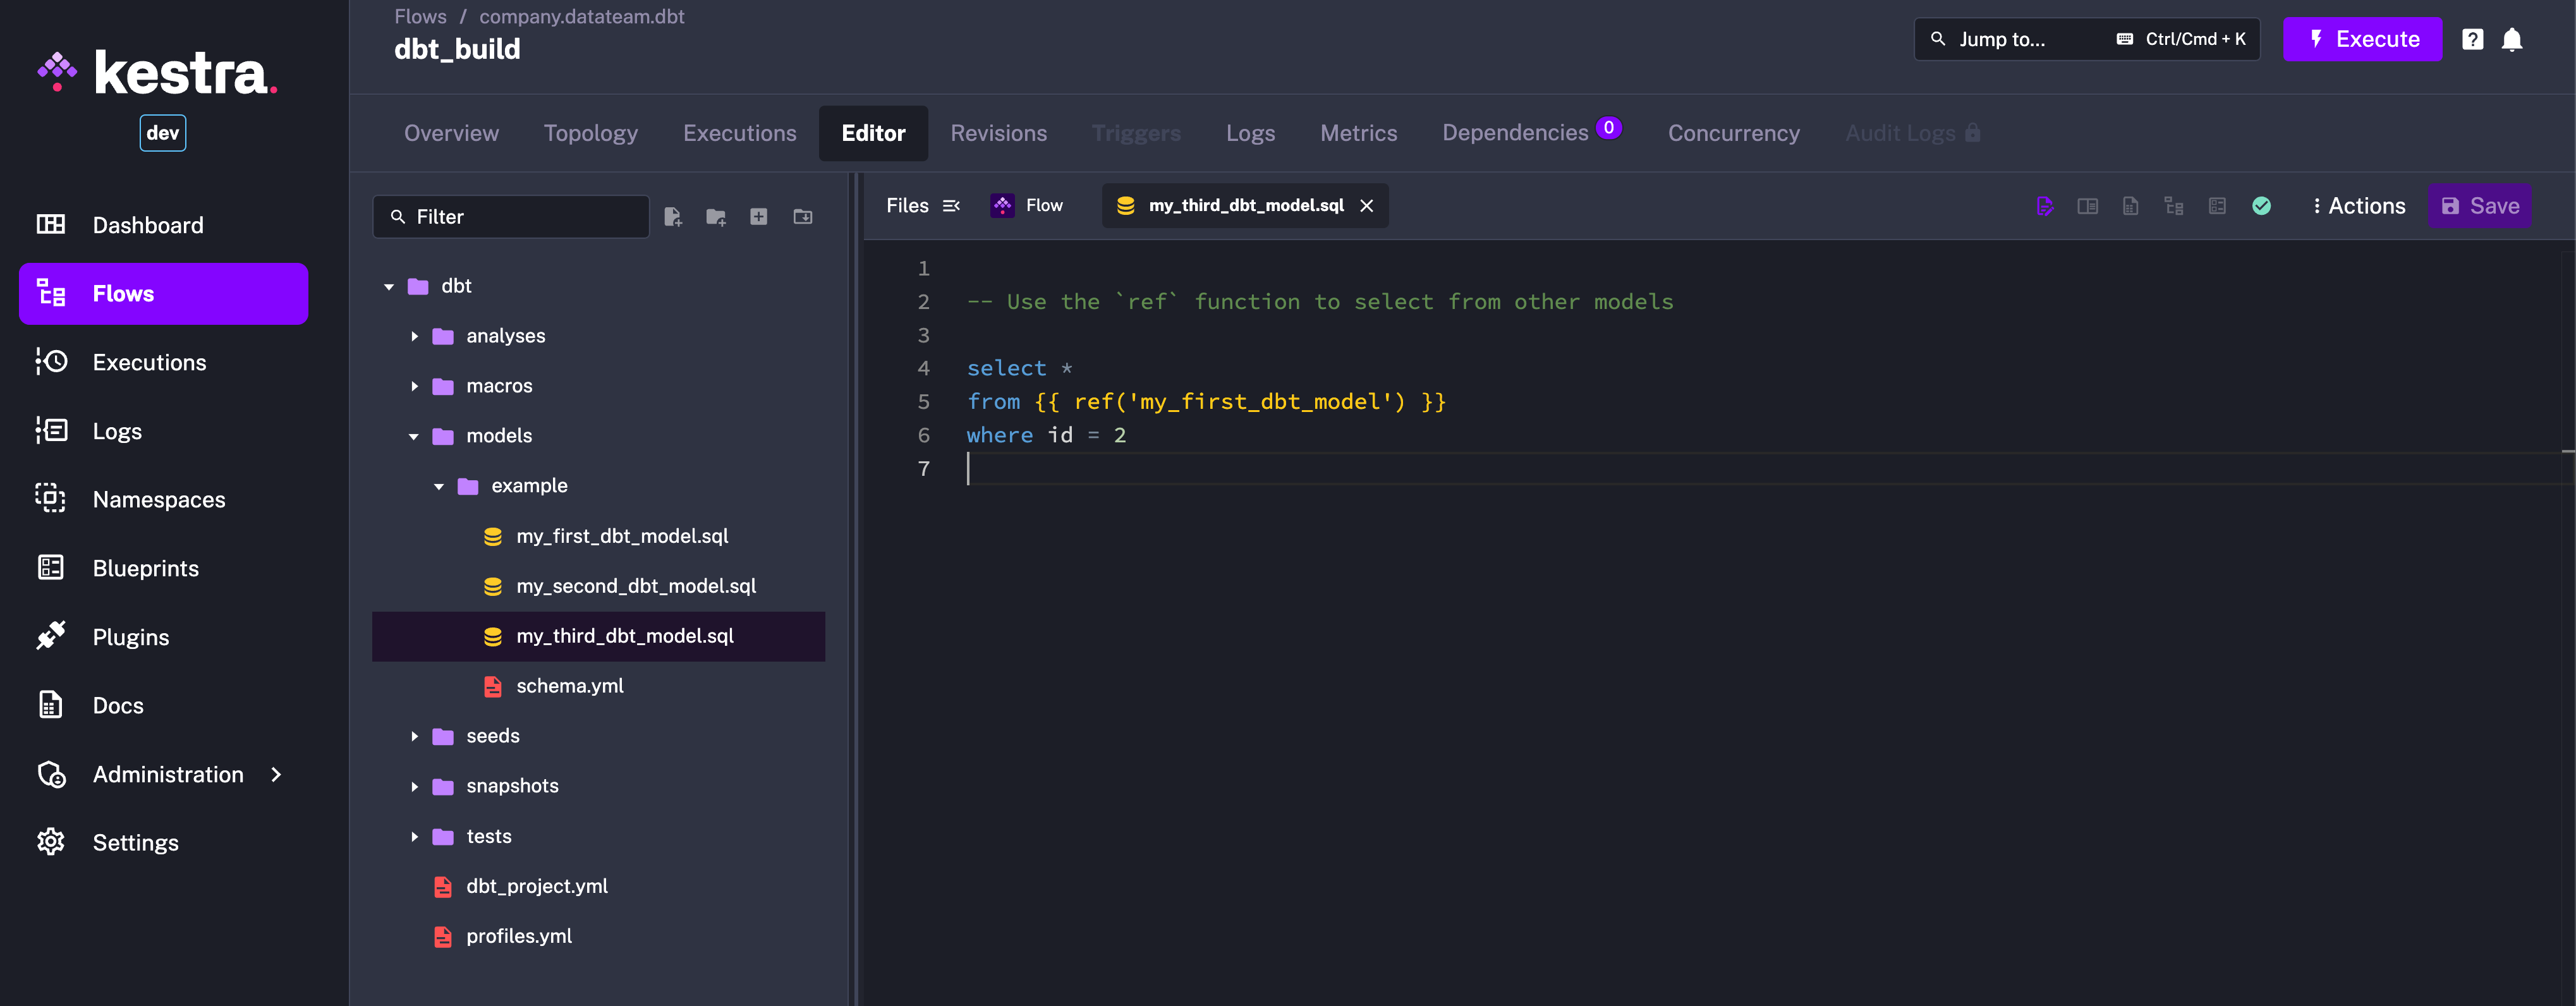 kestra.
dev
Dashboard
Flows
Executions
Logs
Namespaces
Blueprints
Plugins
Docs
Administration
Settings
Flows / company.datateam.dbt
dbt_build
Jump to... Ctrl/Cmd + K
Execute
?
Overview Topology Executions Editor Revisions Triggers Logs Metrics Dependencies 0 Concurrency Audit Logs
Filter
dbt
analyses
macros
models
example
my_first_dbt_model.sql
my_second_dbt_model.sql
my_third_dbt_model.sql
schema.yml
seeds
snapshots
tests
dbt_project.yml
profiles.yml
Files Flow my_third_dbt_model.sql Actions Save
1
2 -- Use the `ref` function to select from other models
3
4 select *
5 from {{ ref('my_first_dbt_model') }}
6 where id = 2
7